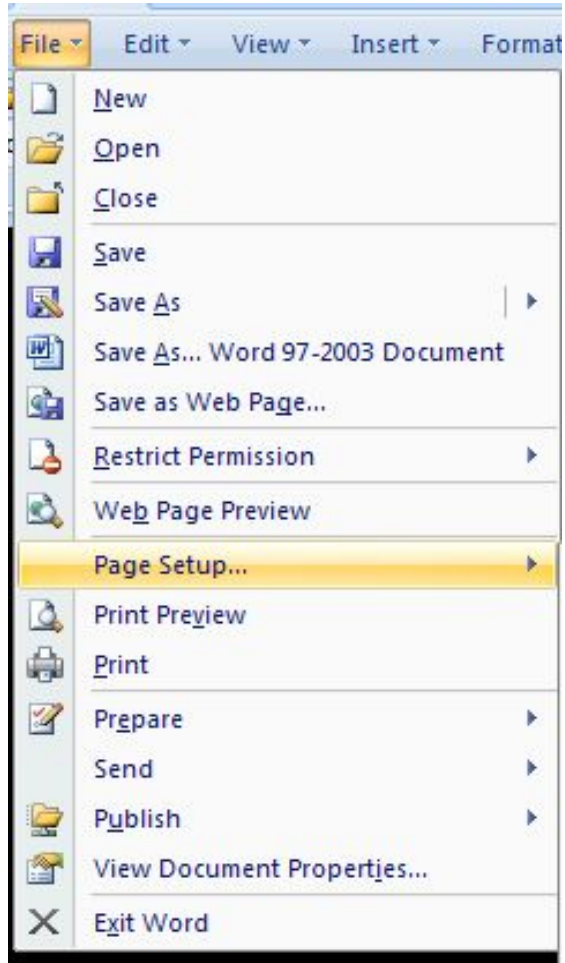 File Edit View Insert Format
New
Open
Close
Save
Save As
Save As... Word 97-2003 Document
Save as Web Page...
Restrict Permission
Web Page Preview
Page Setup...
Print Preview
Print
Prepare
Send
Publish
View Document Properties...
Exit Word